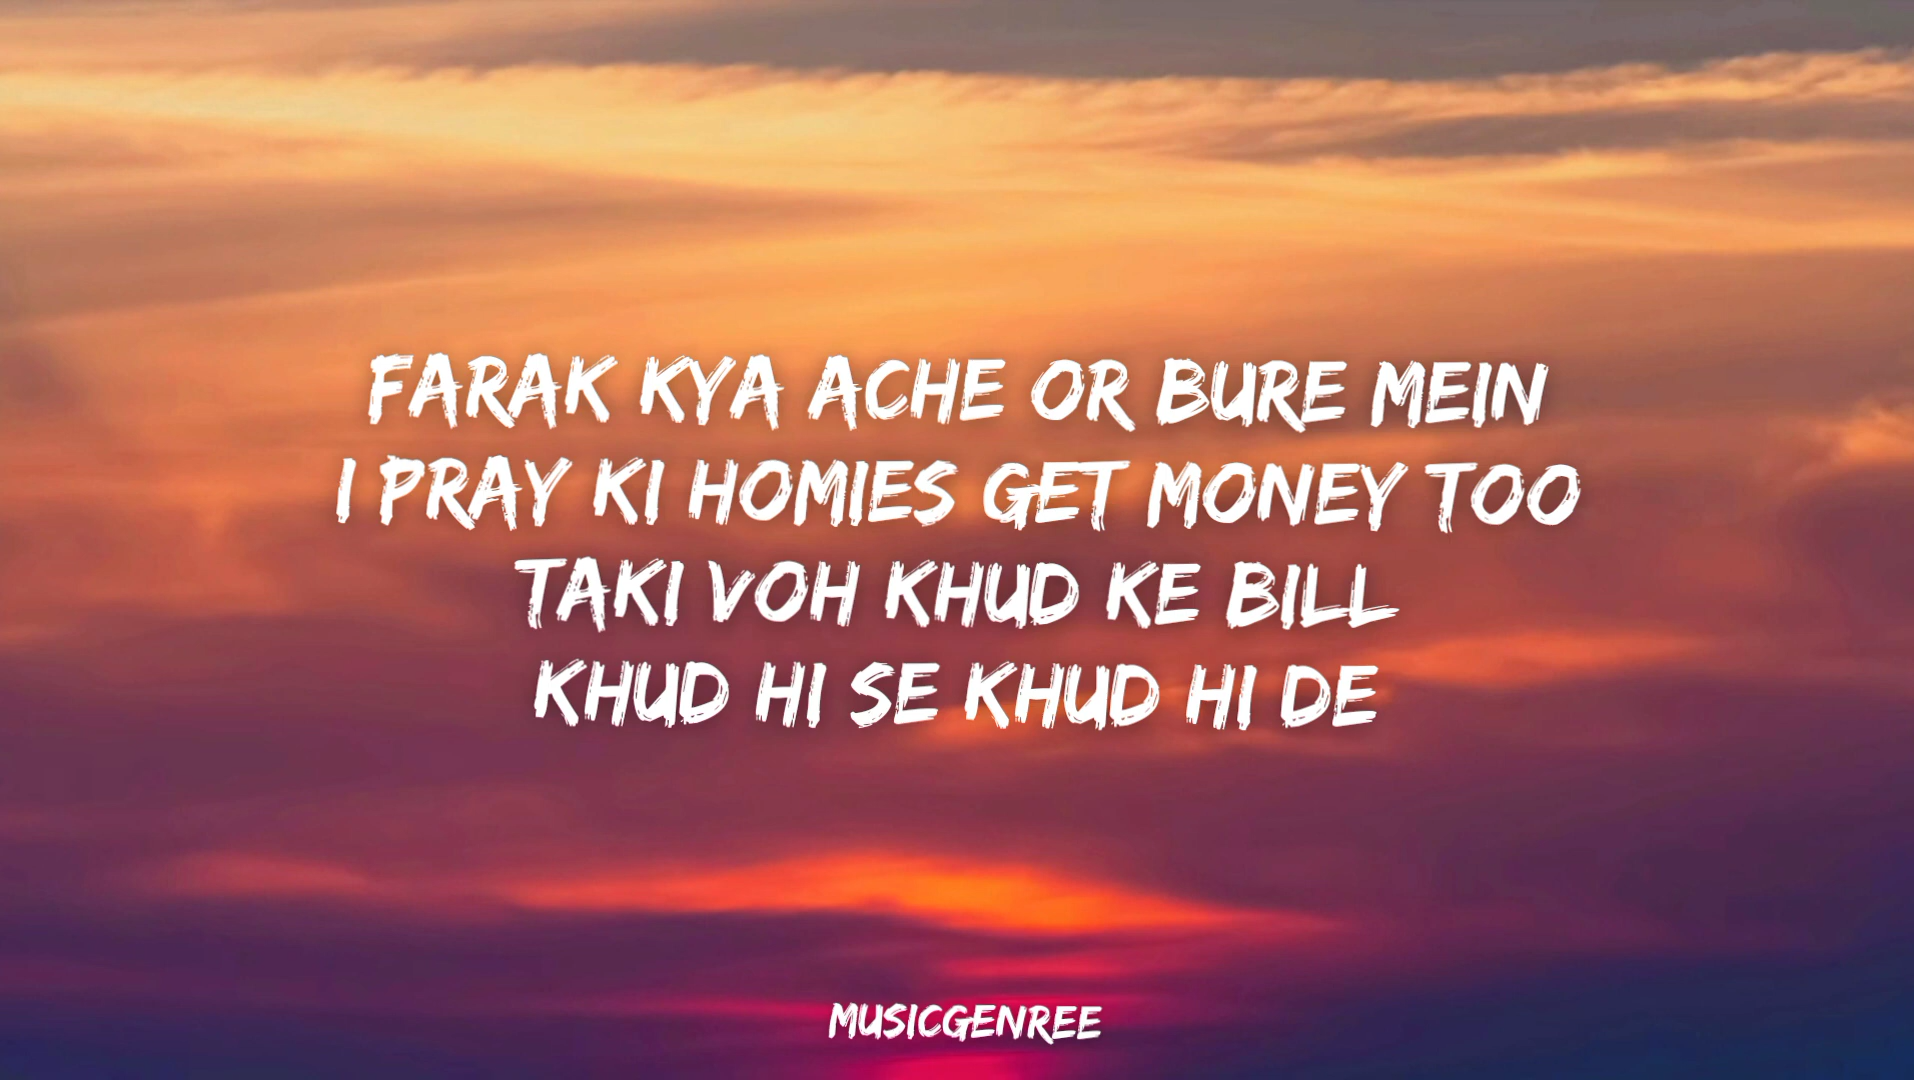 FARAK KYA ACHE OR BURE MEIN
I PRAY KI HOMIES GET MONEY TOO
TAKI VOH KHUD KE BILL
KHUD HI SE KHUD HI DE
MUSICGENREE